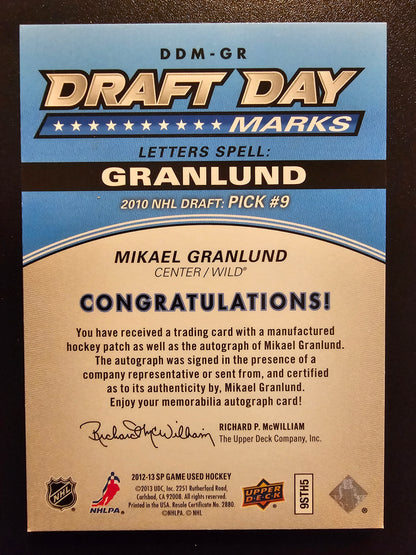 DDM-GR
DRAFT DAY
MARKS
LETTERS SPELL:
GRANLUND
2010 NHL DRAFT: PICK #9
MIKAEL GRANLUND
CENTER / WILD®
CONGRATULATIONS!
You have received a trading card with a manufactured
hockey patch as well as the autograph of Mikael Granlund.
The autograph was signed in the presence of a
company representative or sent from, and certified
as to its authenticity by, Mikael Granlund.
Enjoy your memorabilia autograph card!
Richard McWilliam
RICHARD P. McWILLIAM
The Upper Deck Company, Inc.
2012-13 SP GAME USED HOCKEY
©2013 UDC, Inc. 2251 Rutherford Road,
Carlsbad, CA 92008. All rights reserved.
Printed in the USA. Resale Certificate No. 2880.
©NHLPA. © NHL
NHL
NHLPA.
UPPER
DECK
9STH5